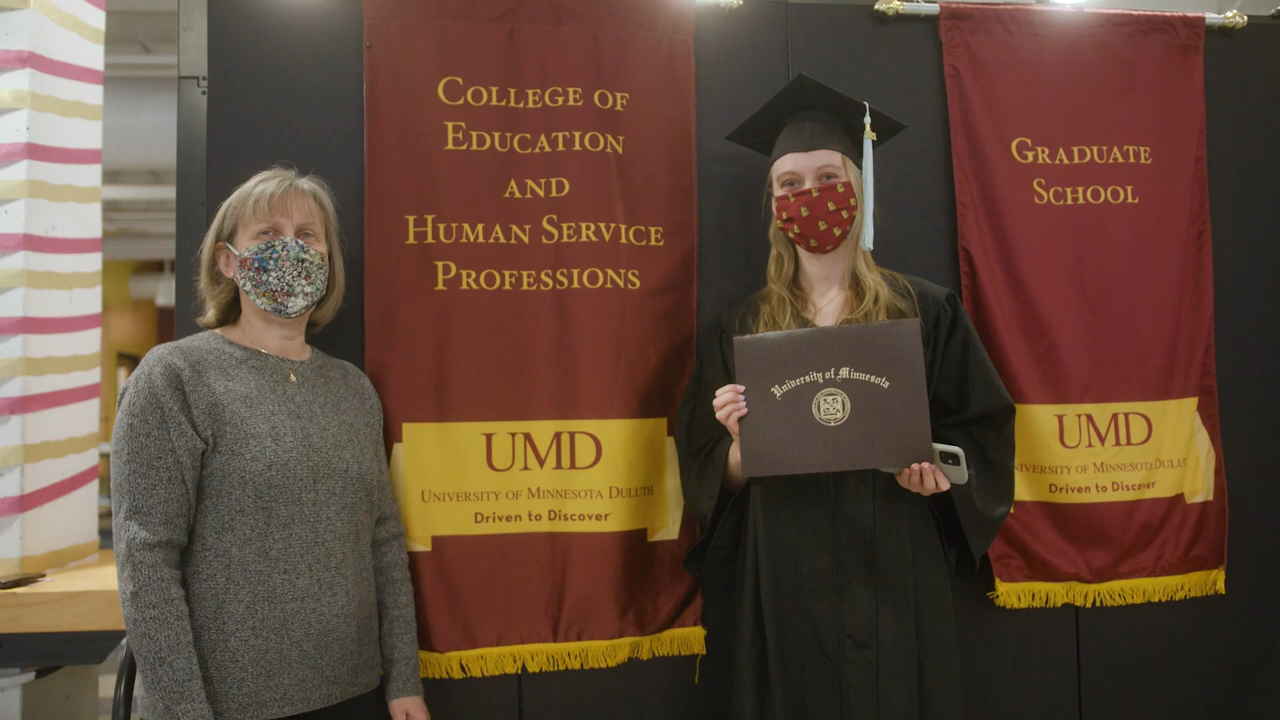 College of
Education
and
Human Service
Professions
UMD
University of Minnesota Duluth
Driven to Discover
University of Minnesota
Graduate
School
UMD
University of Minnesota
Driven to Discover